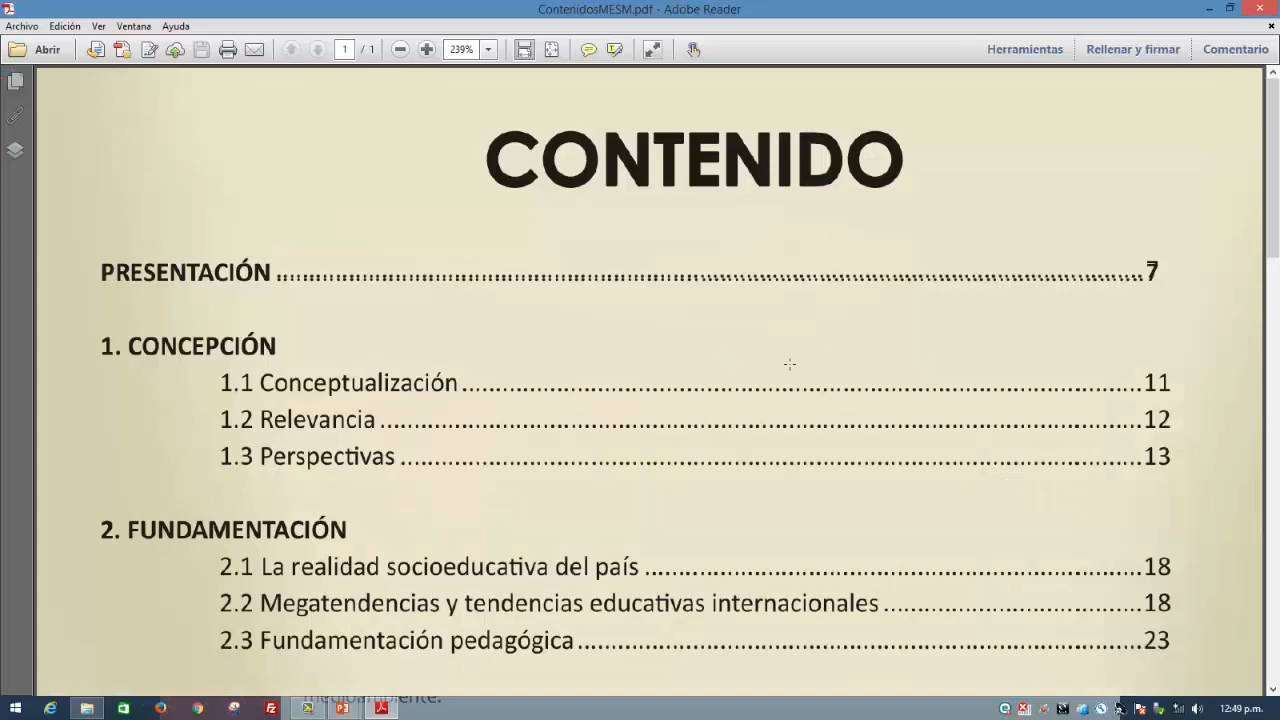 ContenidosMESM.pdf - Adobe Reader
Archivo Edición Ver Ventana Ayuda
Abrir 1 / 1 239% Herramientas Rellenar y firmar Comentario
CONTENIDO
PRESENTACIÓN ........ 7
1. CONCEPCIÓN
1.1 Conceptualización ........ 11
1.2 Relevancia ........ 12
1.3 Perspectivas ........ 13
2. FUNDAMENTACIÓN
2.1 La realidad socioeducativa del país ........ 18
2.2 Megatendencias y tendencias educativas internacionales ........ 18
2.3 Fundamentación pedagógica ........ 23
medioambiente.
12:49 p.m.